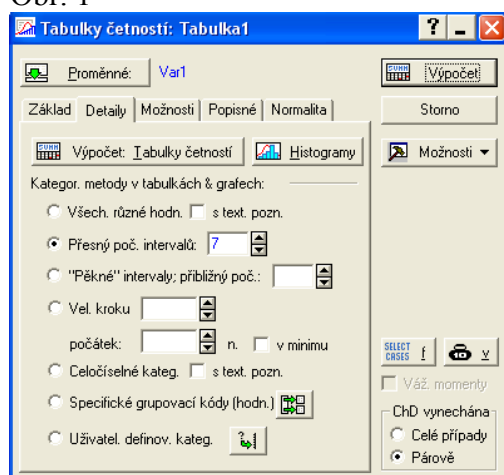 Obr. 1
Tabulky četností: Tabulka1
Proměnné: Var1
Výpočet
Základ Detaily Možnosti Popisné Normalita
Storno
Výpočet: Tabulky četností Histogramy
Možnosti
Kategor. metody v tabulkách & grafech:
Všech. různé hodn. s text. pozn.
Přesný poč. intervalů: 7
"Pěkné" intervaly; přibližný poč.:
Vel. kroku
počátek: n. v minimu
SELECT CASES f v
Celočíselné kateg. s text. pozn.
Váž. momenty
Specifické grupovací kódy (hodn.)
ChD vynechána
Celé případy
Uživatel. definov. kateg.
Párově